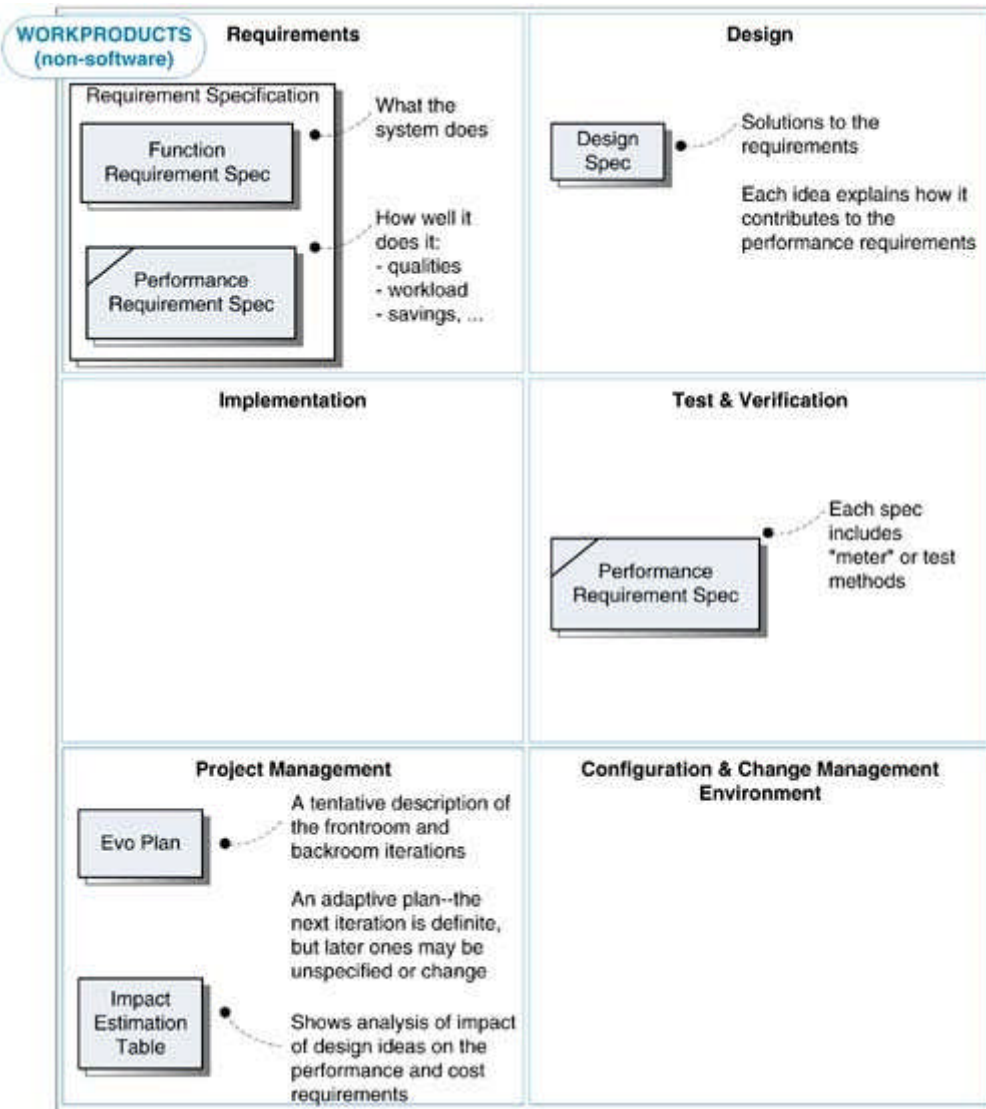 WORKPRODUCTS
(non-software)
Requirements
Requirement Specification
Function
Requirement Spec
What the
system does
Performance
Requirement Spec
How well it
does it:
- qualities
- workload
- savings, ...
Design
Design
Spec
Solutions to the
requirements
Each idea explains how it
contributes to the
performance requirements
Implementation
Test & Verification
Performance
Requirement Spec
Each spec
includes
"meter" or test
methods
Project Management
Evo Plan
A tentative description of
the frontroom and
backroom iterations
An adaptive plan--the
next iteration is definite,
but later ones may be
unspecified or change
Impact
Estimation
Table
Shows analysis of impact
of design ideas on the
performance and cost
requirements
Configuration & Change Management
Environment